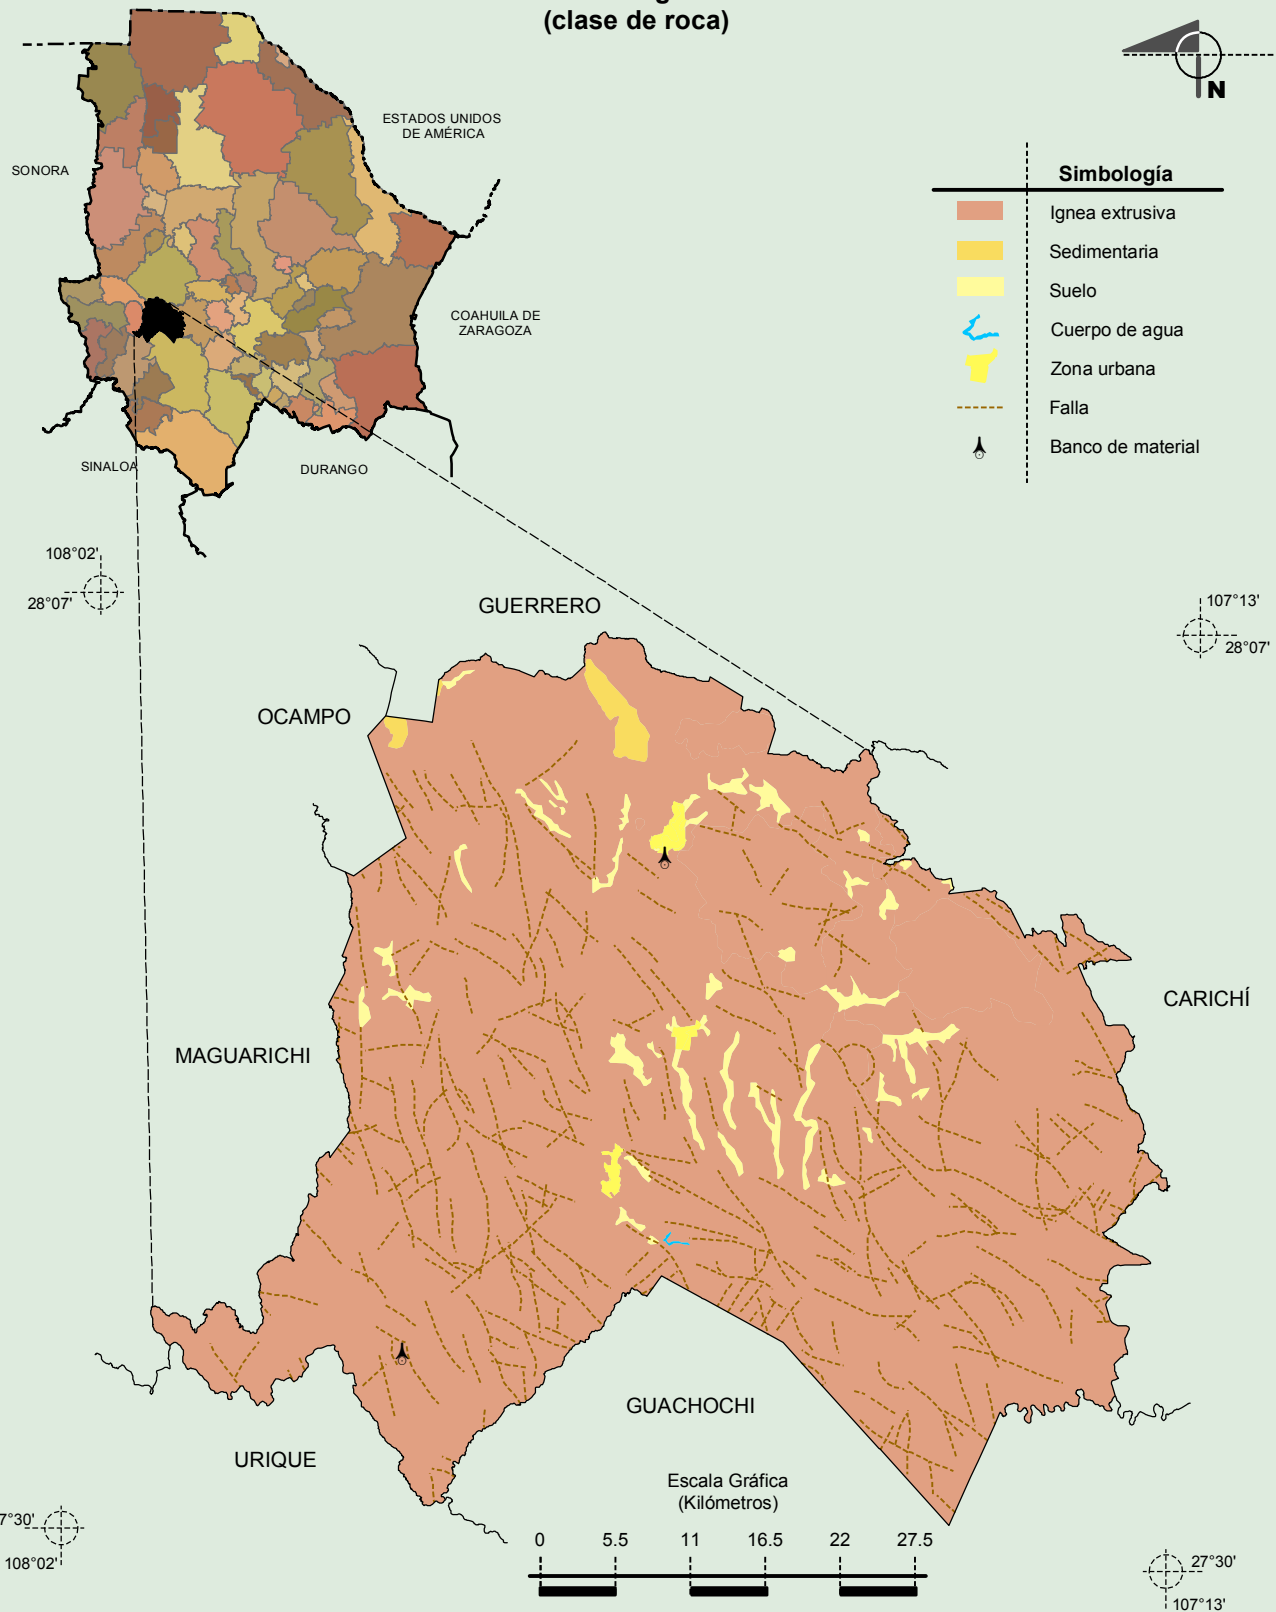 (clase de roca)
N
ESTADOS UNIDOS
DE AMÉRICA
SONORA
COAHUILA DE
ZARAGOZA
SINALOA
DURANGO
Simbología
Ignea extrusiva
Sedimentaria
Suelo
Cuerpo de agua
Zona urbana
Falla
Banco de material
108°02'
28°07'
107°13'
28°07'
GUERRERO
OCAMPO
CARICHÍ
MAGUARICHI
GUACHOCHI
URIQUE
Escala Gráfica
(Kilómetros)
0 5.5 11 16.5 22 27.5
7°30'
108°02'
27°30'
107°13'